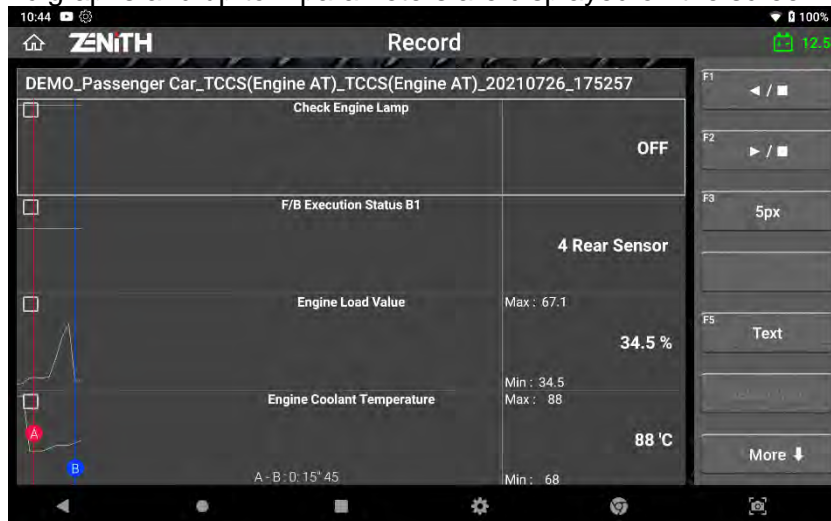 10:44 100%
ZENITH Record 12.5
DEMO_Passenger Car_TCCS(Engine AT)_TCCS(Engine AT)_20210726_175257
Check Engine Lamp
OFF
F/B Execution Status B1
4 Rear Sensor
Engine Load Value
Max : 67.1
34.5 %
Min : 34.5
Engine Coolant Temperature
Max : 88
88 'C
A
B
A - B : 0: 15" 45
Min : 68
F1 ◄ / ■
F2 ► / ■
F3 5px
F5 Text
More ⬇